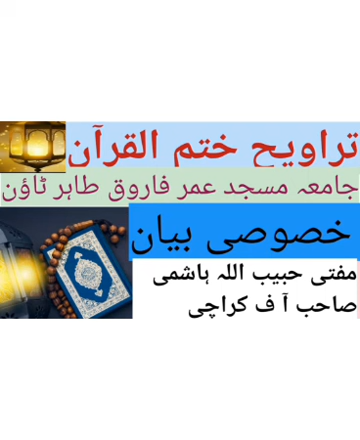 تراویح ختم القرآن
جامعہ مسجد عمر فاروق طاہر ٹاؤن
خصوصی بیان
مفتی حبیب اللہ ہاشمی
صاحب آ ف کراچی